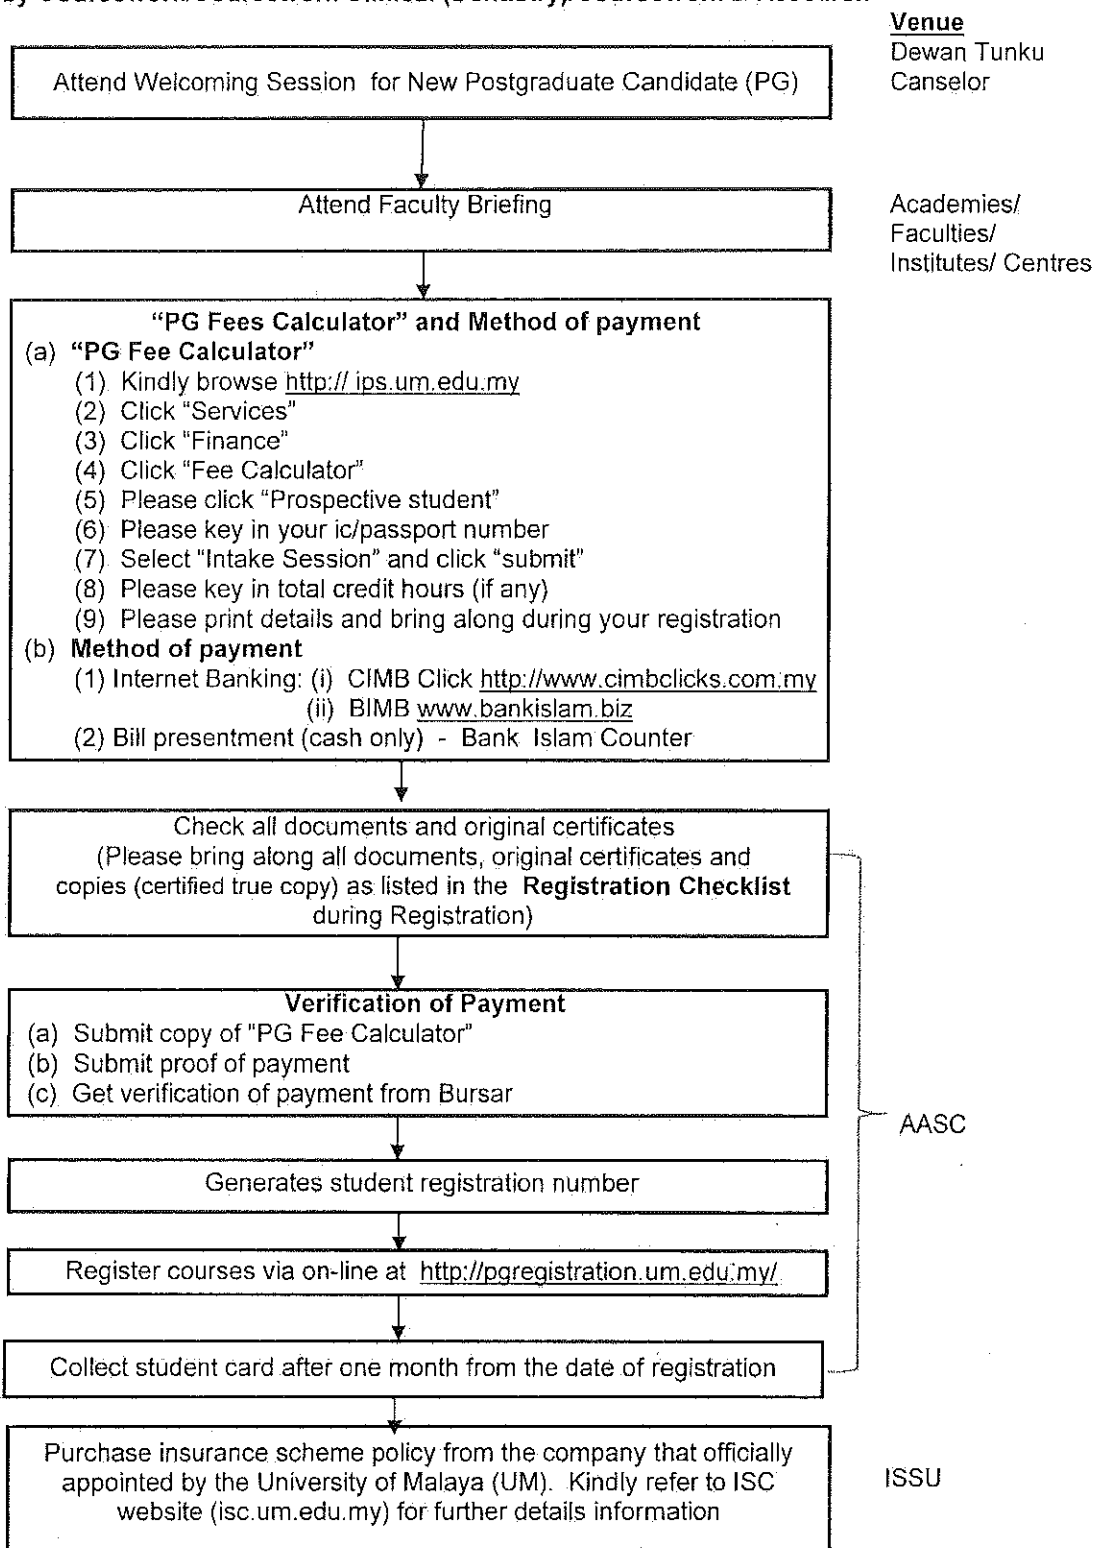 by Coursework/Coursework Clinical (Dentistry)/Coursework & Research
Venue
Dewan Tunku
Canselor
Attend Welcoming Session for New Postgraduate Candidate (PG)
Attend Faculty Briefing
Academies/
Faculties/
Institutes/ Centres
“PG Fees Calculator” and Method of payment
(a) “PG Fee Calculator”
(1) Kindly browse http:// ips.um.edu.my
(2) Click “Services”
(3) Click “Finance”
(4) Click “Fee Calculator”
(5) Please click “Prospective student”
(6) Please key in your ic/passport number
(7) Select “Intake Session” and click “submit”
(8) Please key in total credit hours (if any)
(9) Please print details and bring along during your registration
(b) Method of payment
(1) Internet Banking: (i) CIMB Click http://www.cimbclicks.com.my
(ii) BIMB www.bankislam.biz
(2) Bill presentment (cash only) - Bank Islam Counter
Check all documents and original certificates
(Please bring along all documents, original certificates and
copies (certified true copy) as listed in the Registration Checklist
during Registration)
Verification of Payment
(a) Submit copy of "PG Fee Calculator”
(b) Submit proof of payment
(c) Get verification of payment from Bursar
AASC
Generates student registration number
Register courses via on-line at http://pgregistration.um.edu.my/
Collect student card after one month from the date of registration
Purchase insurance scheme policy from the company that officially
appointed by the University of Malaya (UM). Kindly refer to ISC
website (isc.um.edu.my) for further details information
ISSU